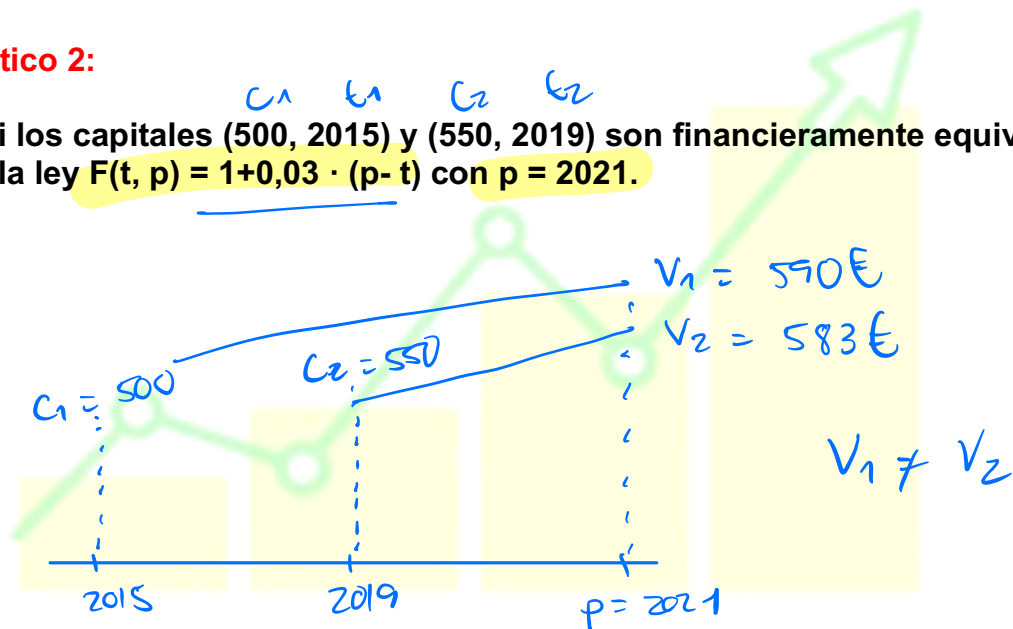 tico 2:
C1 t1 C2 t2
i los capitales (500, 2015) y (550, 2019) son financieramente equiv
la ley F(t, p) = 1+0,03 · (p- t) con p = 2021.
V1 = 590€
V2 = 583€
C2 = 550
C1 = 500
V1 ≠ V2
2015 2019 p = 2021